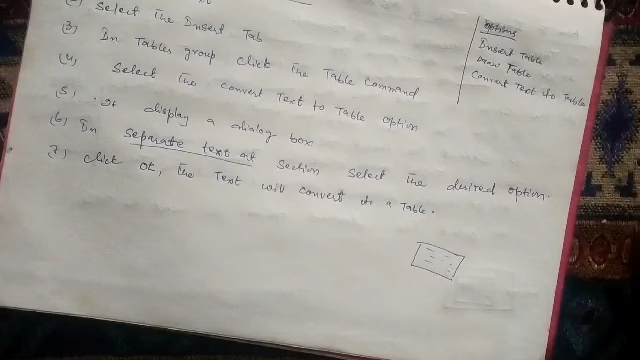 Select The Insert Tab
3) In Tables group click The Table Command
(4) Select The convert Text to Table option
(5) It display a dialog box
(6) In Separate text at section select The desired option.
7) Click ok, The Text will convert to a Table.
Options
Insert Table
Draw Table
Convert Text to Table